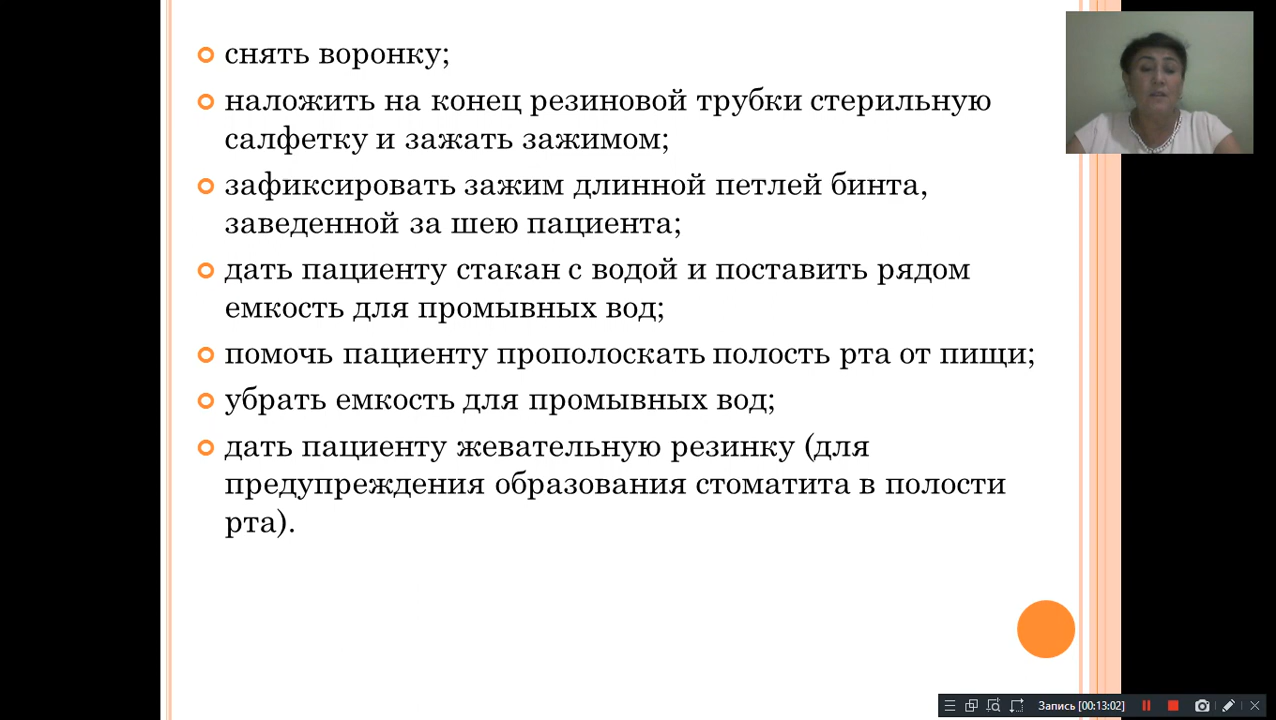 снять воронку;
наложить на конец резиновой трубки стерильную
салфетку и зажать зажимом;
зафиксировать зажим длинной петлей бинта,
заведенной за шею пациента;
дать пациенту стакан с водой и поставить рядом
емкость для промывных вод;
помочь пациенту прополоскать полость рта от пищи;
убрать емкость для промывных вод;
дать пациенту жевательную резинку (для
предупреждения образования стоматита в полости
рта).
Запись [00:13:02]